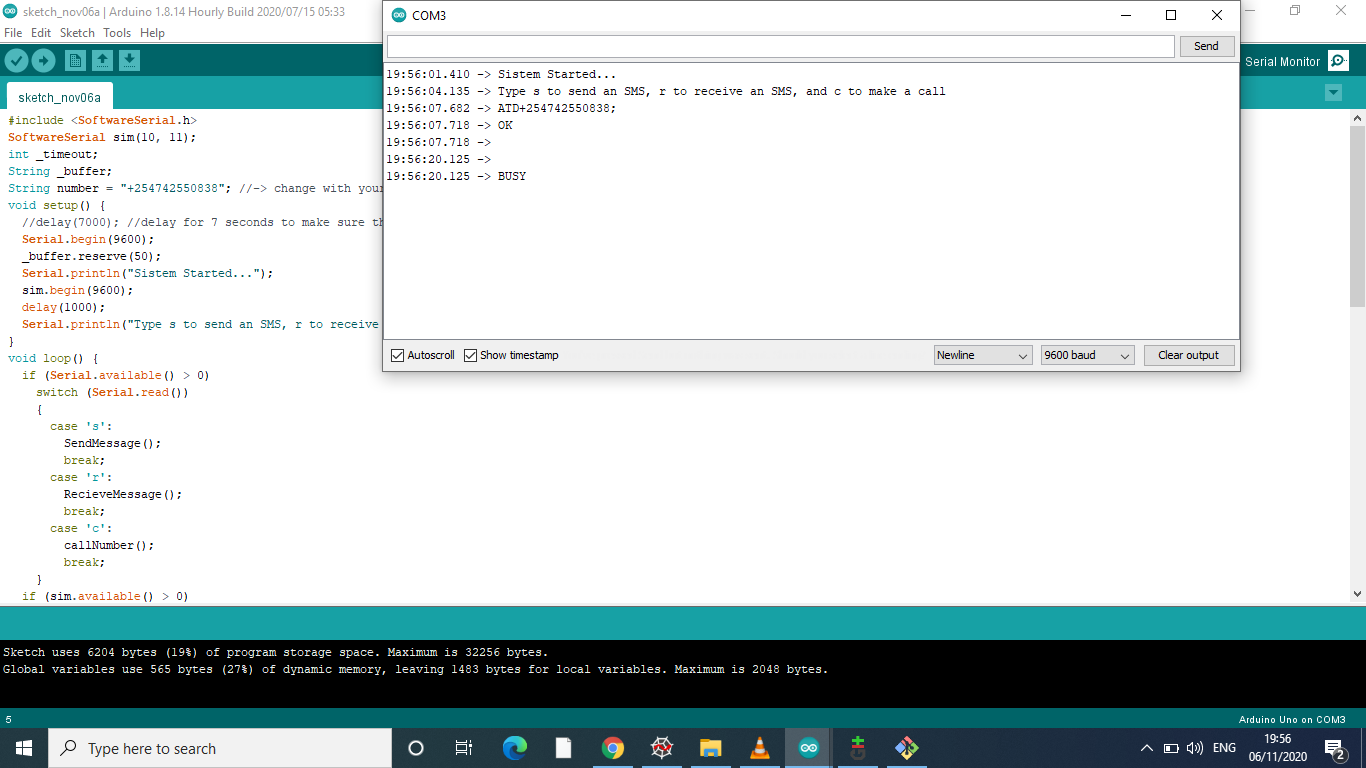 sketch_nov06a | Arduino 1.8.14 Hourly Build 2020/07/15 05:33
File Edit Sketch Tools Help
Serial Monitor
sketch_nov06a
#include <SoftwareSerial.h>
SoftwareSerial sim(10, 11);
int _timeout;
String _buffer;
String number = "+254742550838"; //-> change with your
void setup() {
//delay(7000); //delay for 7 seconds to make sure th
Serial.begin(9600);
_buffer.reserve(50);
Serial.println("Sistem Started...");
sim.begin(9600);
delay(1000);
Serial.println("Type s to send an SMS, r to receive
}
void loop() {
if (Serial.available() > 0)
switch (Serial.read())
{
case 's':
SendMessage();
break;
case 'r':
RecieveMessage();
break;
case 'c':
callNumber();
break;
}
if (sim.available() > 0)
COM3
Send
19:56:01.410 -> Sistem Started...
19:56:04.135 -> Type s to send an SMS, r to receive an SMS, and c to make a call
19:56:07.682 -> ATD+254742550838;
19:56:07.718 -> OK
19:56:07.718 ->
19:56:20.125 ->
19:56:20.125 -> BUSY
Autoscroll Show timestamp Newline 9600 baud Clear output
Sketch uses 6204 bytes (19%) of program storage space. Maximum is 32256 bytes.
Global variables use 565 bytes (27%) of dynamic memory, leaving 1483 bytes for local variables. Maximum is 2048 bytes.
5 Arduino Uno on COM3
Type here to search
ENG
19:56
06/11/2020
2